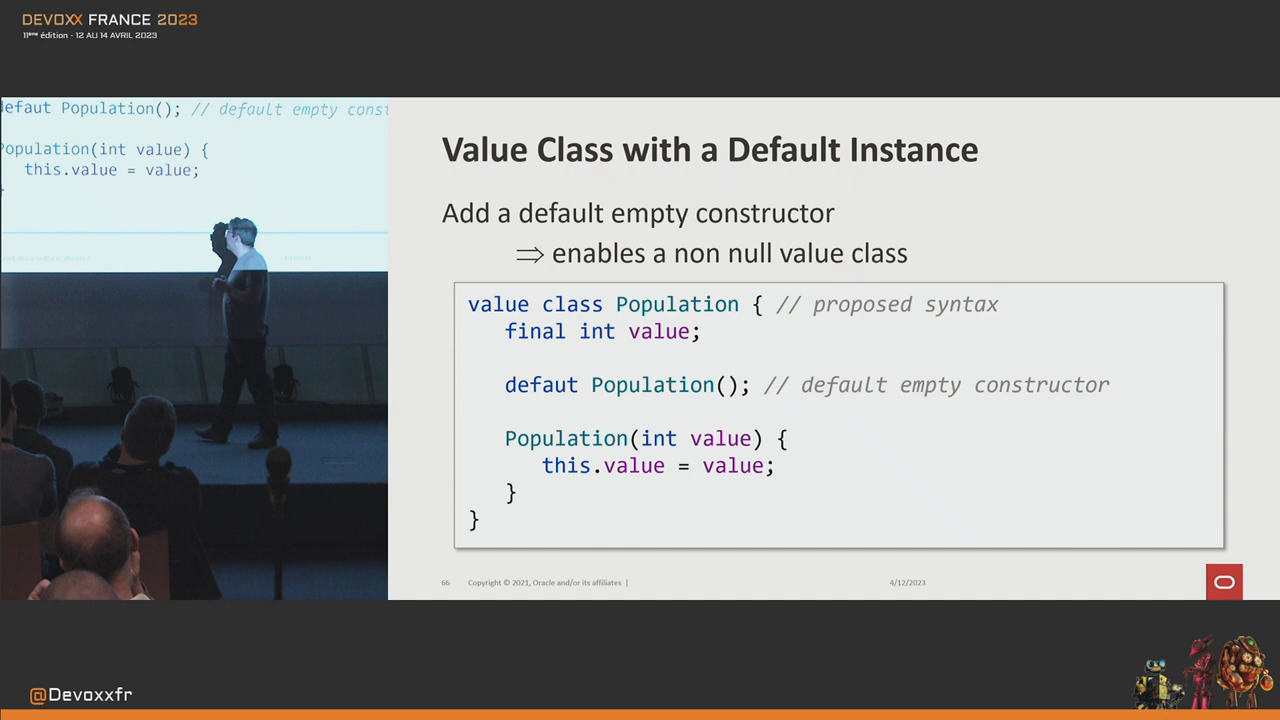 DEVOXX FRANCE 2023
11ème édition - 12 AU 14 AVRIL 2023
efaut Population(); // default empty const
Population(int value) {
this.value = value;
Value Class with a Default Instance
Add a default empty constructor
⇒ enables a non null value class
value class Population { // proposed syntax
final int value;
defaut Population(); // default empty constructor
Population(int value) {
this.value = value;
}
}
66 Copyright © 2021, Oracle and/or its affiliates | 4/12/2023
@Devoxxfr